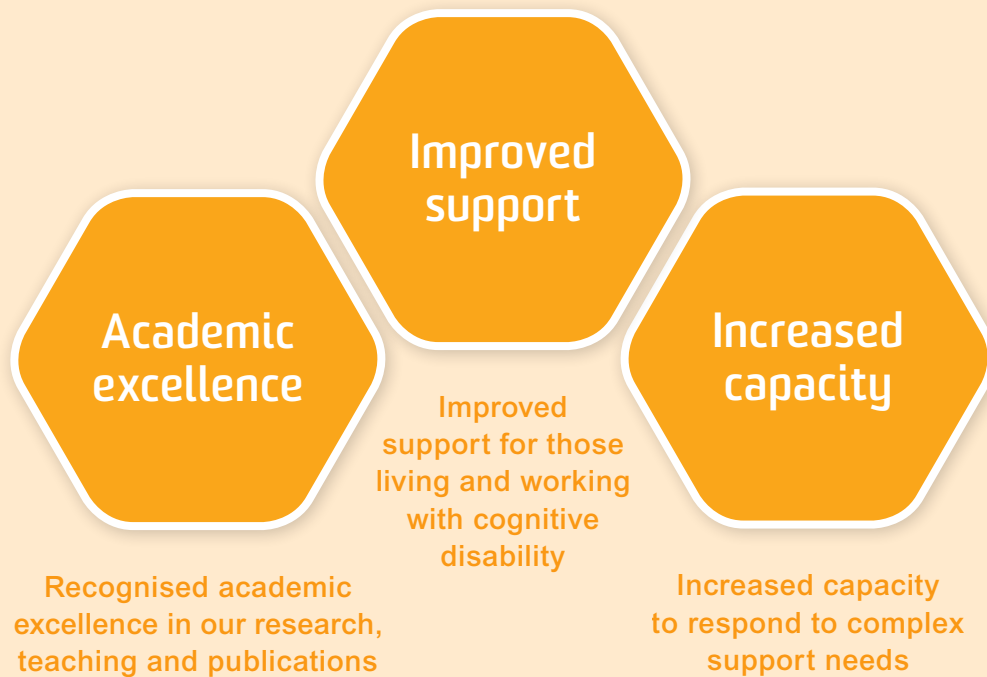 Improved
support
Academic
excellence
Increased
capacity
Improved
support for those
living and working
with cognitive
disability
Recognised academic
excellence in our research,
teaching and publications
Increased capacity
to respond to complex
support needs